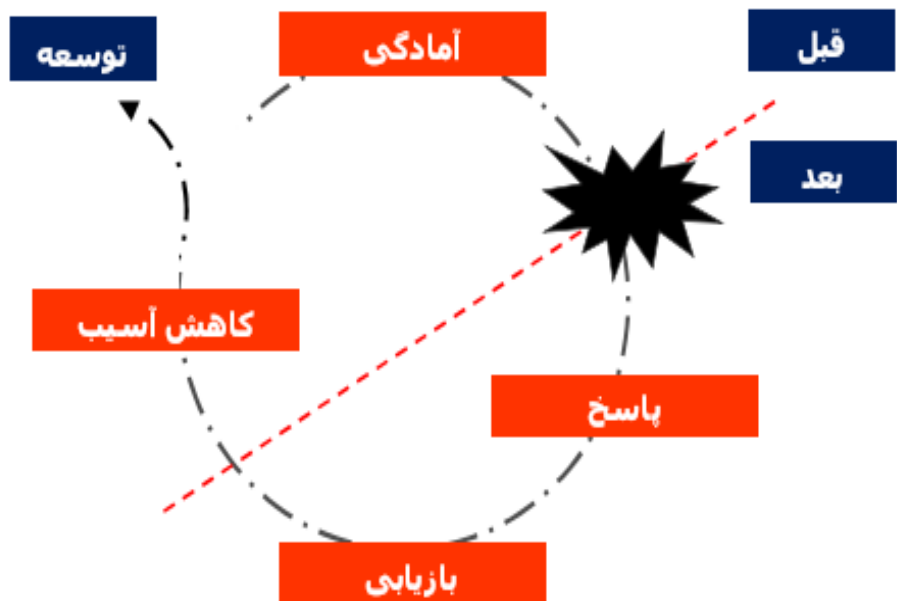 قبل
آمادگی
توسعه
بعد
کاهش آسیب
پاسخ
بازیابی